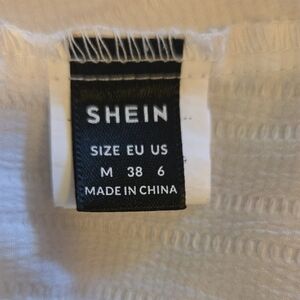 SHEIN
SIZE EU US
M 38 6
MADE IN CHINA